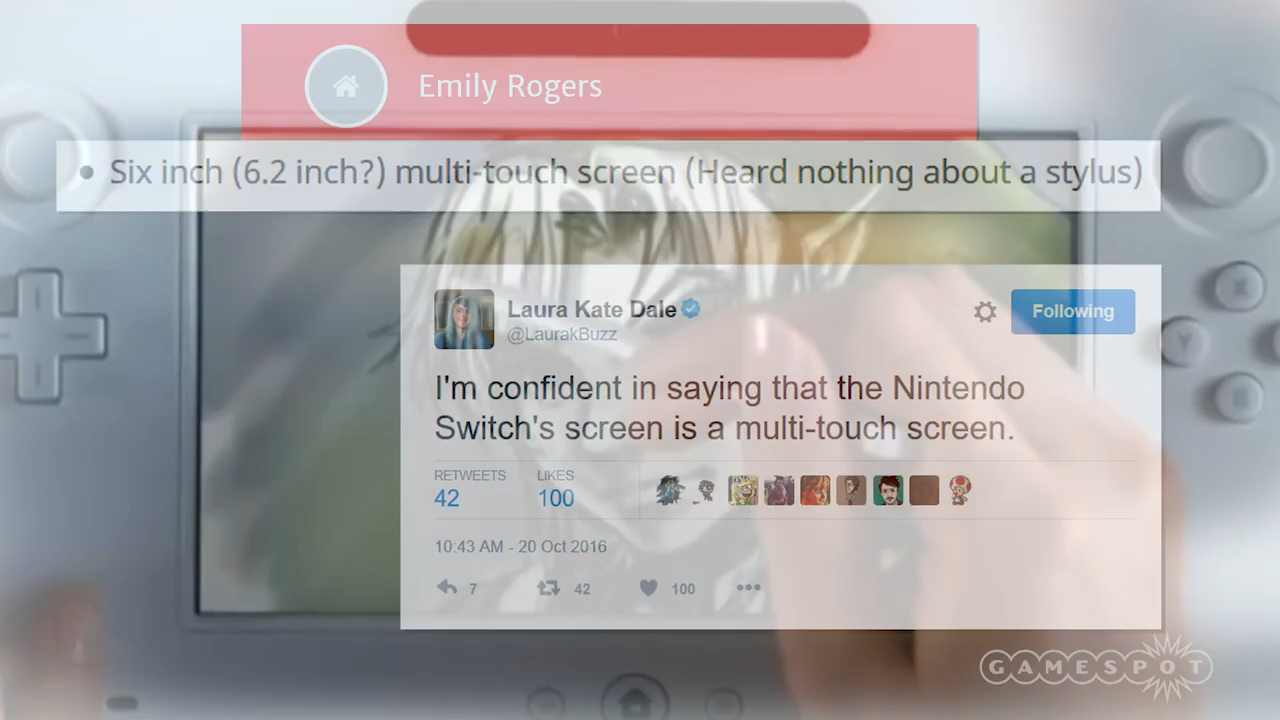 Emily Rogers
• Six inch (6.2 inch?) multi-touch screen (Heard nothing about a stylus)
Laura Kate Dale
@LaurakBuzz
Following
I'm confident in saying that the Nintendo
Switch's screen is a multi-touch screen.
RETWEETS LIKES
42 100
10:43 AM - 20 Oct 2016
7 42 100 •••
X
Y
GAMESPOT